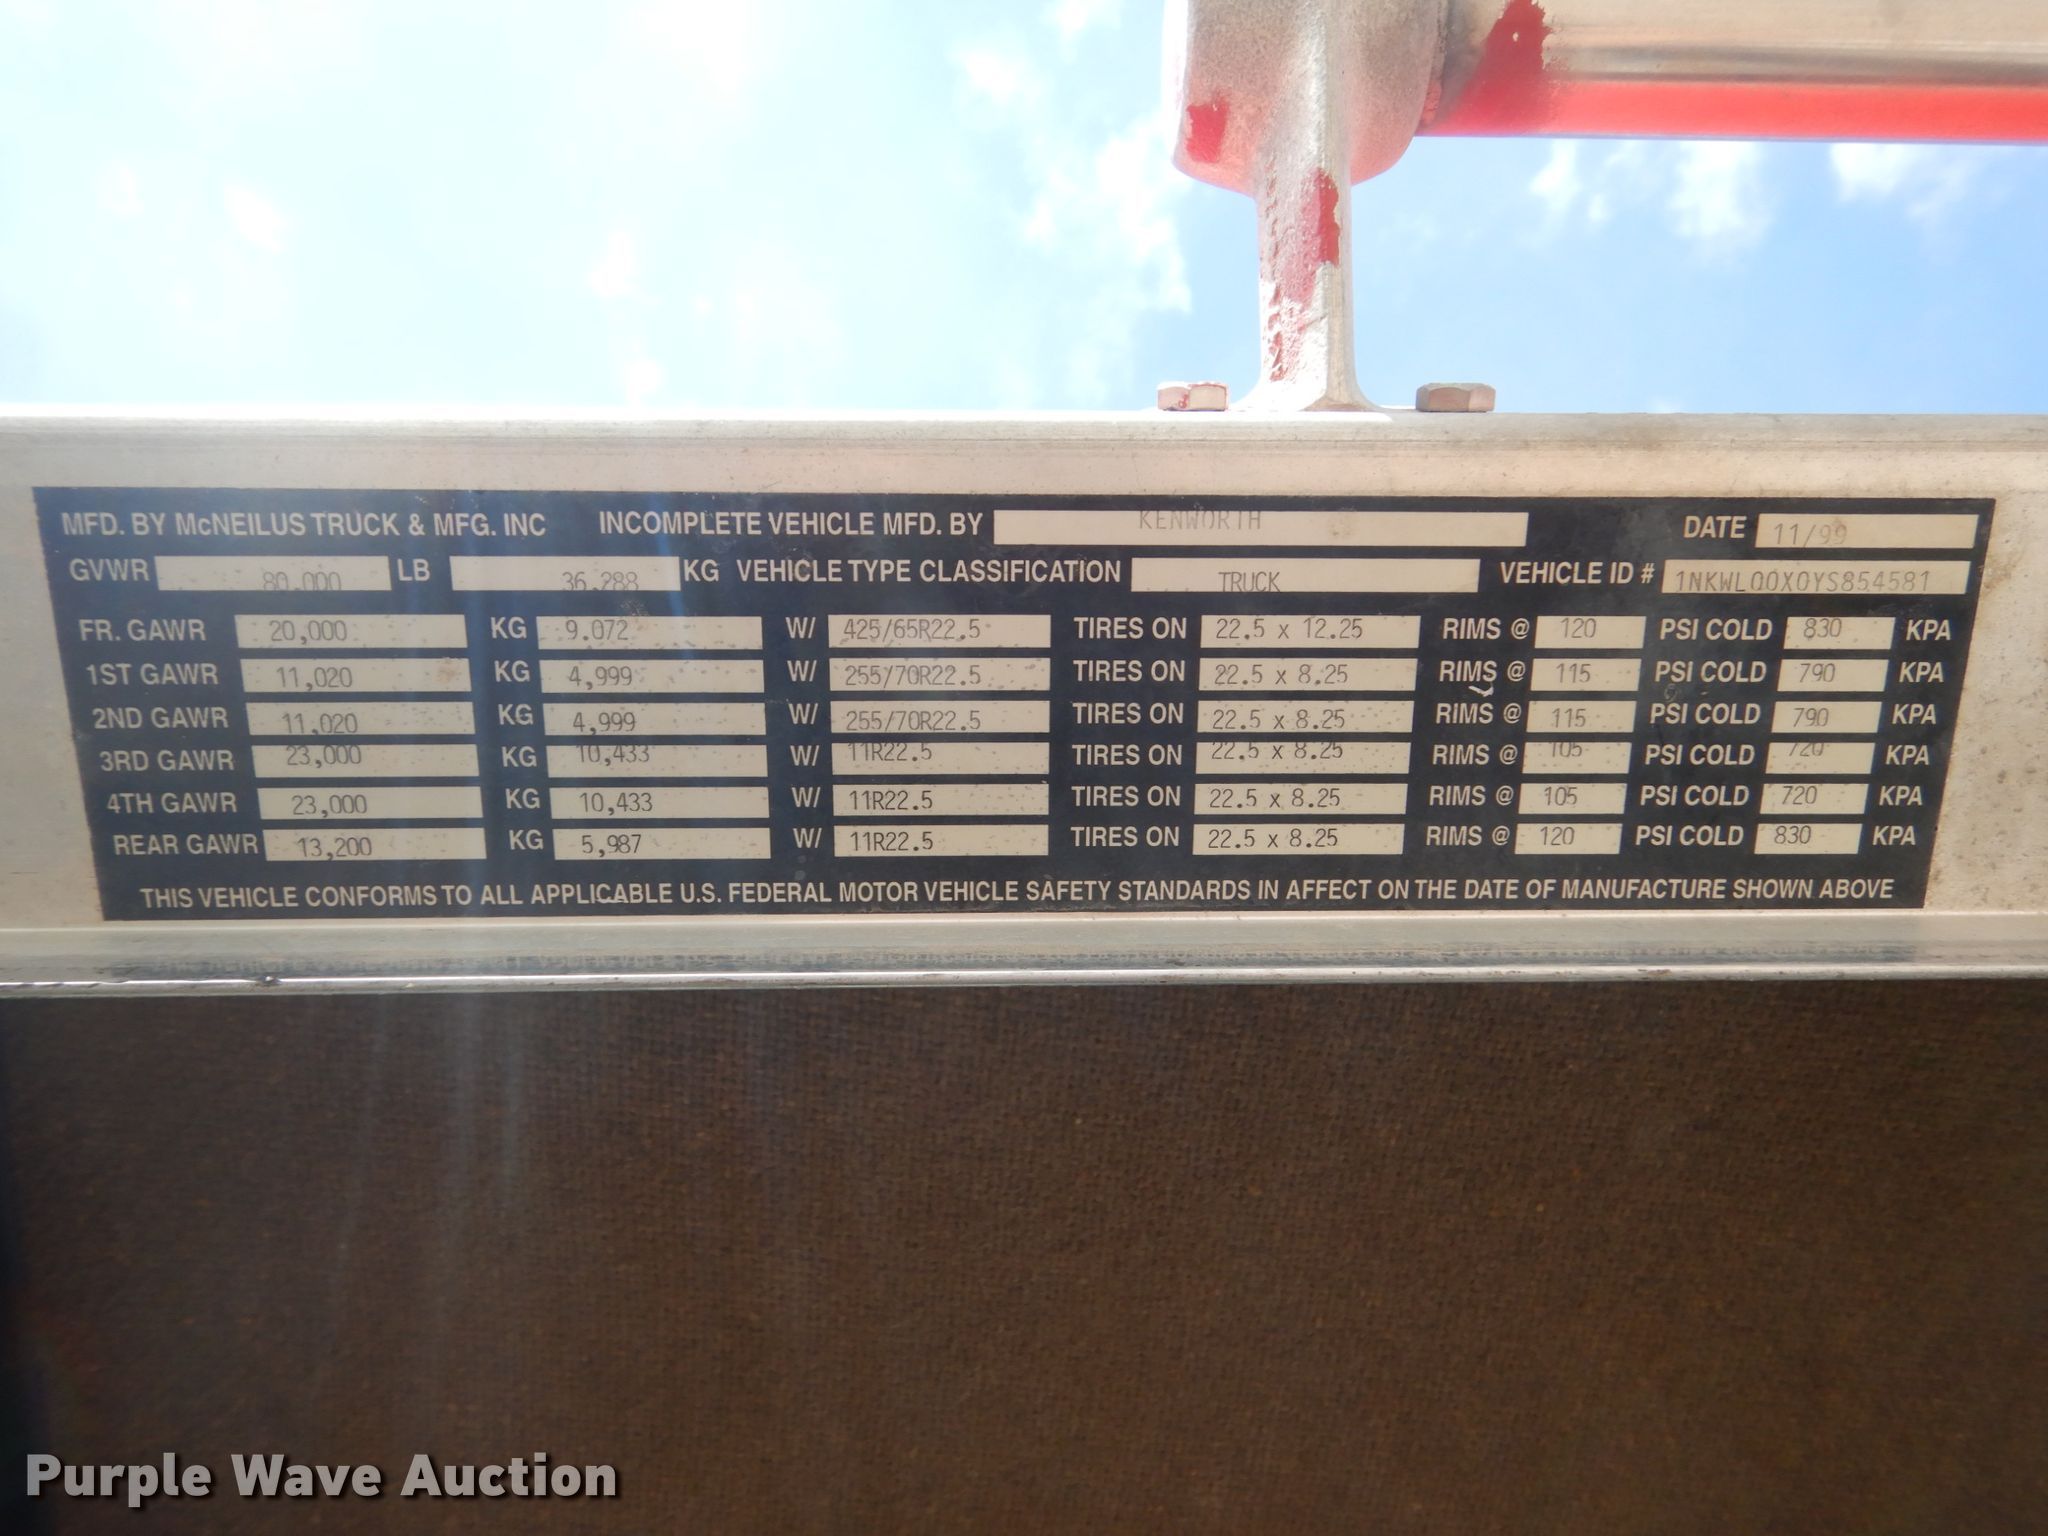 MFD. BY McNEILUS TRUCK & MFG. INC INCOMPLETE VEHICLE MFD. BY KENWORTH DATE 11/99
GVWR 80,000 LB 36,288 KG VEHICLE TYPE CLASSIFICATION TRUCK VEHICLE ID # 1NKWL00X0YS854581
FR. GAWR 20,000 KG 9.072 W/ 425/65R22.5 TIRES ON 22.5 x 12.25 RIMS @ 120 PSI COLD 830 KPA
1ST GAWR 11,020 KG 4,999 W/ 255/70R22.5 TIRES ON 22.5 x 8.25 RIMS @ 115 PSI COLD 790 KPA
2ND GAWR 11,020 KG 4,999 W/ 255/70R22.5 TIRES ON 22.5 x 8.25 RIMS @ 115 PSI COLD 790 KPA
3RD GAWR 23,000 KG 10,433 W/ 11R22.5 TIRES ON 22.5 x 8.25 RIMS @ 105 PSI COLD 720 KPA
4TH GAWR 23,000 KG 10,433 W/ 11R22.5 TIRES ON 22.5 x 8.25 RIMS @ 105 PSI COLD 720 KPA
REAR GAWR 13,200 KG 5,987 W/ 11R22.5 TIRES ON 22.5 x 8.25 RIMS @ 120 PSI COLD 830 KPA
THIS VEHICLE CONFORMS TO ALL APPLICABLE U.S. FEDERAL MOTOR VEHICLE SAFETY STANDARDS IN AFFECT ON THE DATE OF MANUFACTURE SHOWN ABOVE
Purple Wave Auction